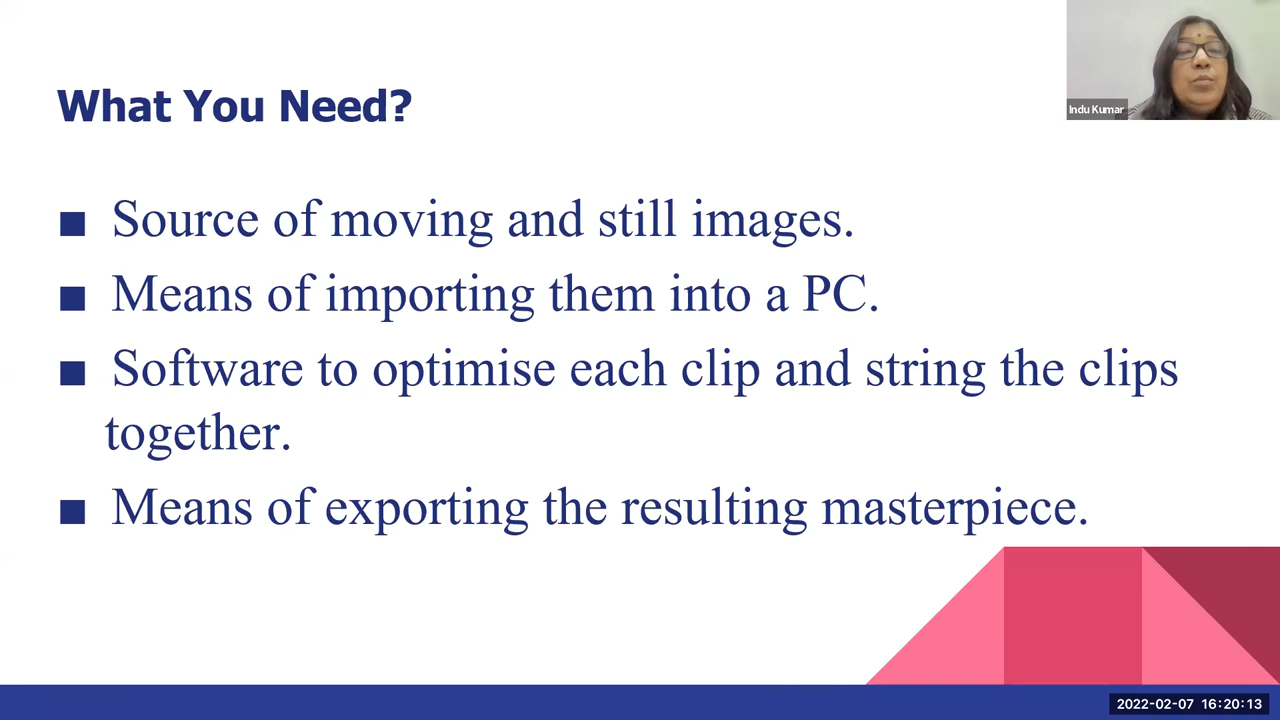 What You Need?
Indu Kumar
■ Source of moving and still images.
■ Means of importing them into a PC.
■ Software to optimise each clip and string the clips
together.
■ Means of exporting the resulting masterpiece.
2022-02-07 16:20:13